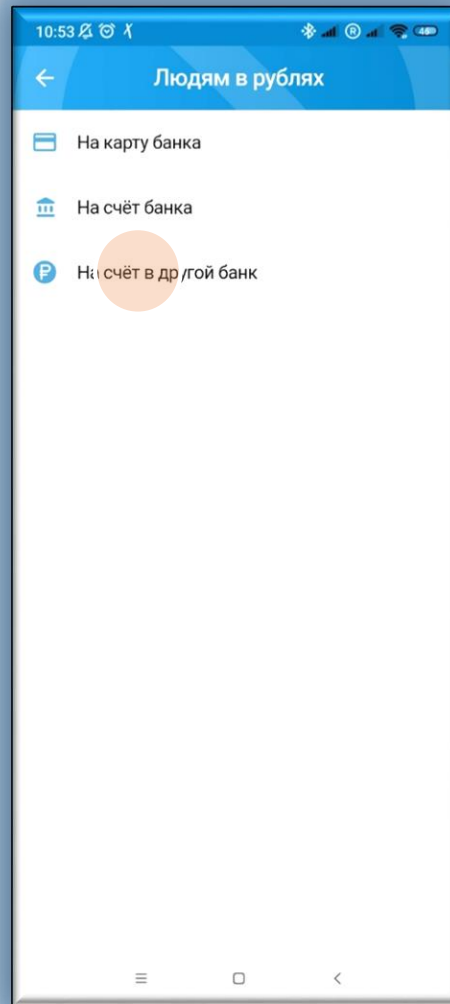 10:53
Людям в рублях
На карту банка
На счёт банка
На счёт в другой банк